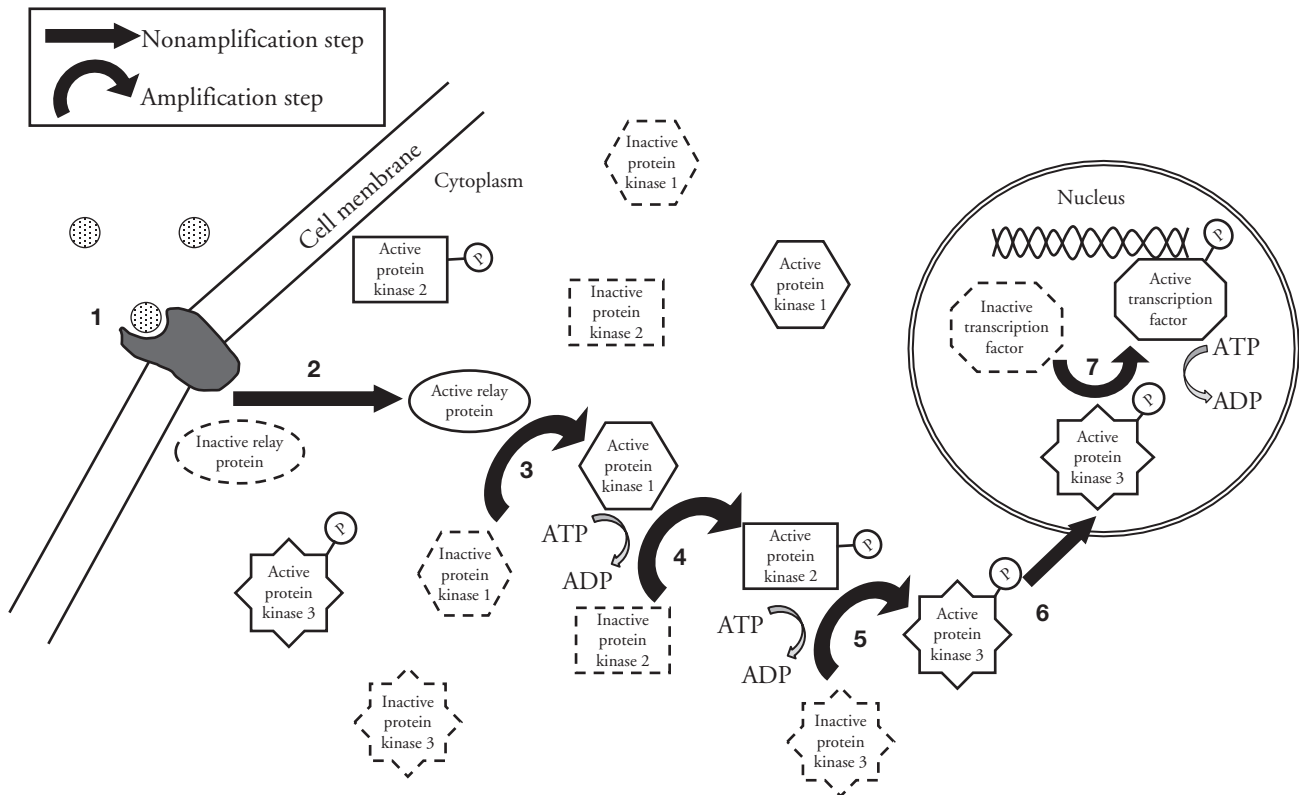 Nonamplification step
Amplification step
Cell membrane
Cytoplasm
Inactive
protein
kinase 1
Active
protein
kinase 2
P
Inactive
protein
kinase 2
Active
protein
kinase 1
Nucleus
P
Inactive
transcription
factor
Active
transcription
factor
7
ATP
ADP
P
Active
protein
kinase 3
1
2
Active relay
protein
Inactive relay
protein
3
Active
protein
kinase 1
ATP
ADP
Inactive
protein
kinase 1
4
Inactive
protein
kinase 2
Active
protein
kinase 2
P
ATP
ADP
5
P
Active
protein
kinase 3
6
P
Active
protein
kinase 3
Inactive
protein
kinase 3
Inactive
protein
kinase 3